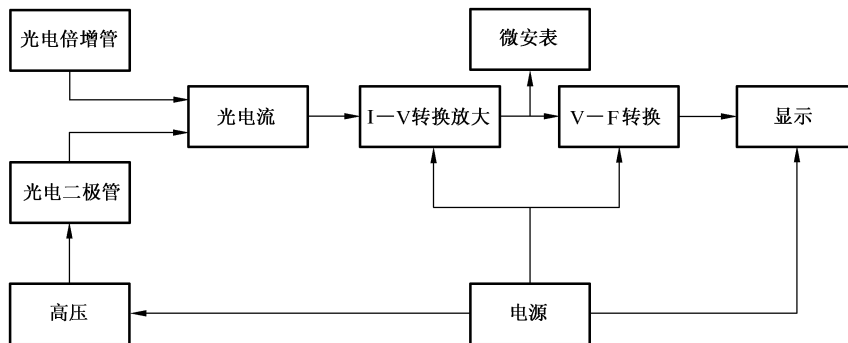 光电倍增管
微安表
光电流
I－V转换放大
V－F转换
显示
光电二极管
高压
电源